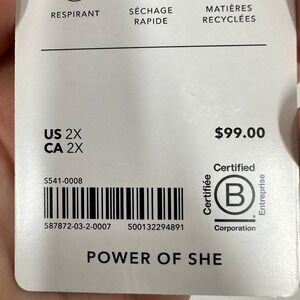 RESPIRANT
SÉCHAGE
RAPIDE
MATIÈRES
RECYCLÉES
US 2X
CA 2X
$99.00
S541-0008
587872-03-2-0007 500132294891
Certified
Certifiée
B
Entreprise
Corporation
POWER OF SHE